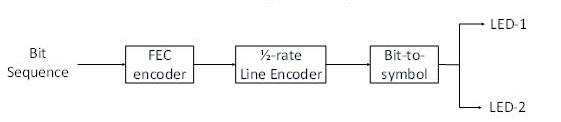 Bit
Sequence
FEC
encoder
½-rate
Line Encoder
Bit-to-
symbol
LED-1
LED-2